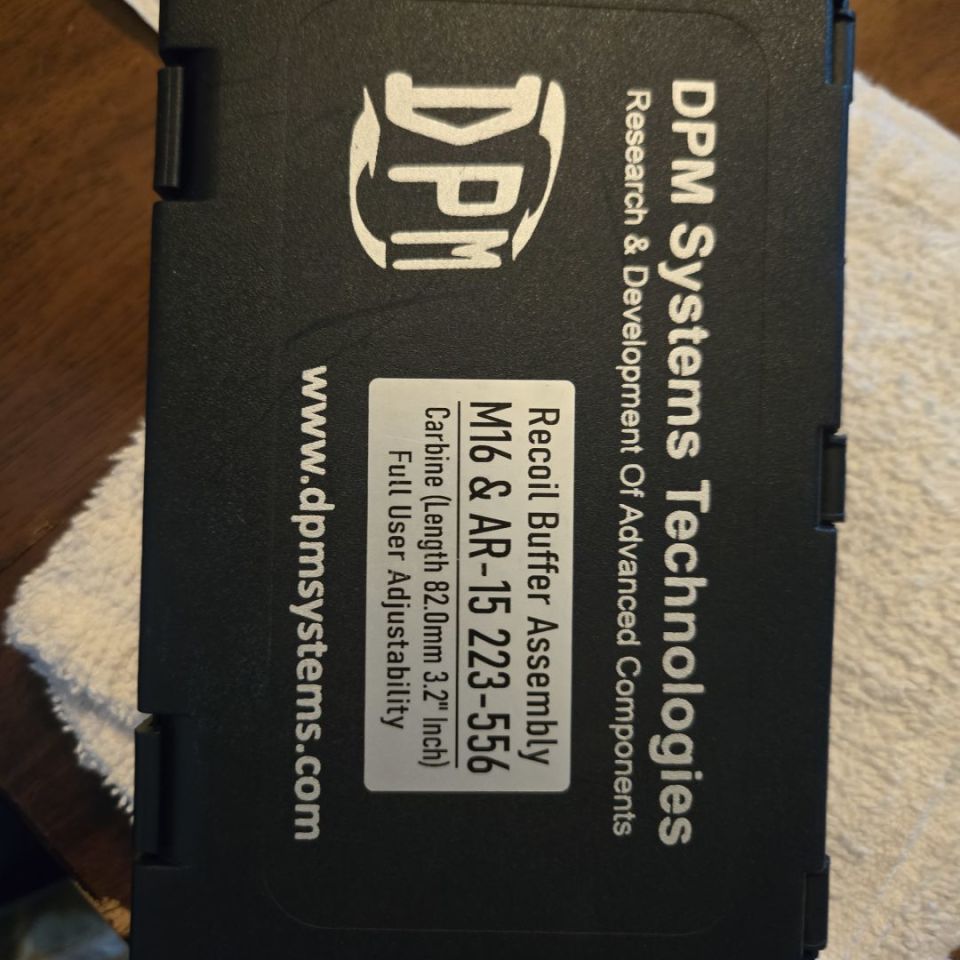 DPM Systems Technologies
Research & Development Of Advanced Components
DPM
Recoil Buffer Assembly
M16 & AR-15 223-556
Carbine (Length 82.0mm 3.2" Inch)
Full User Adjustability
www.dpmsystems.com